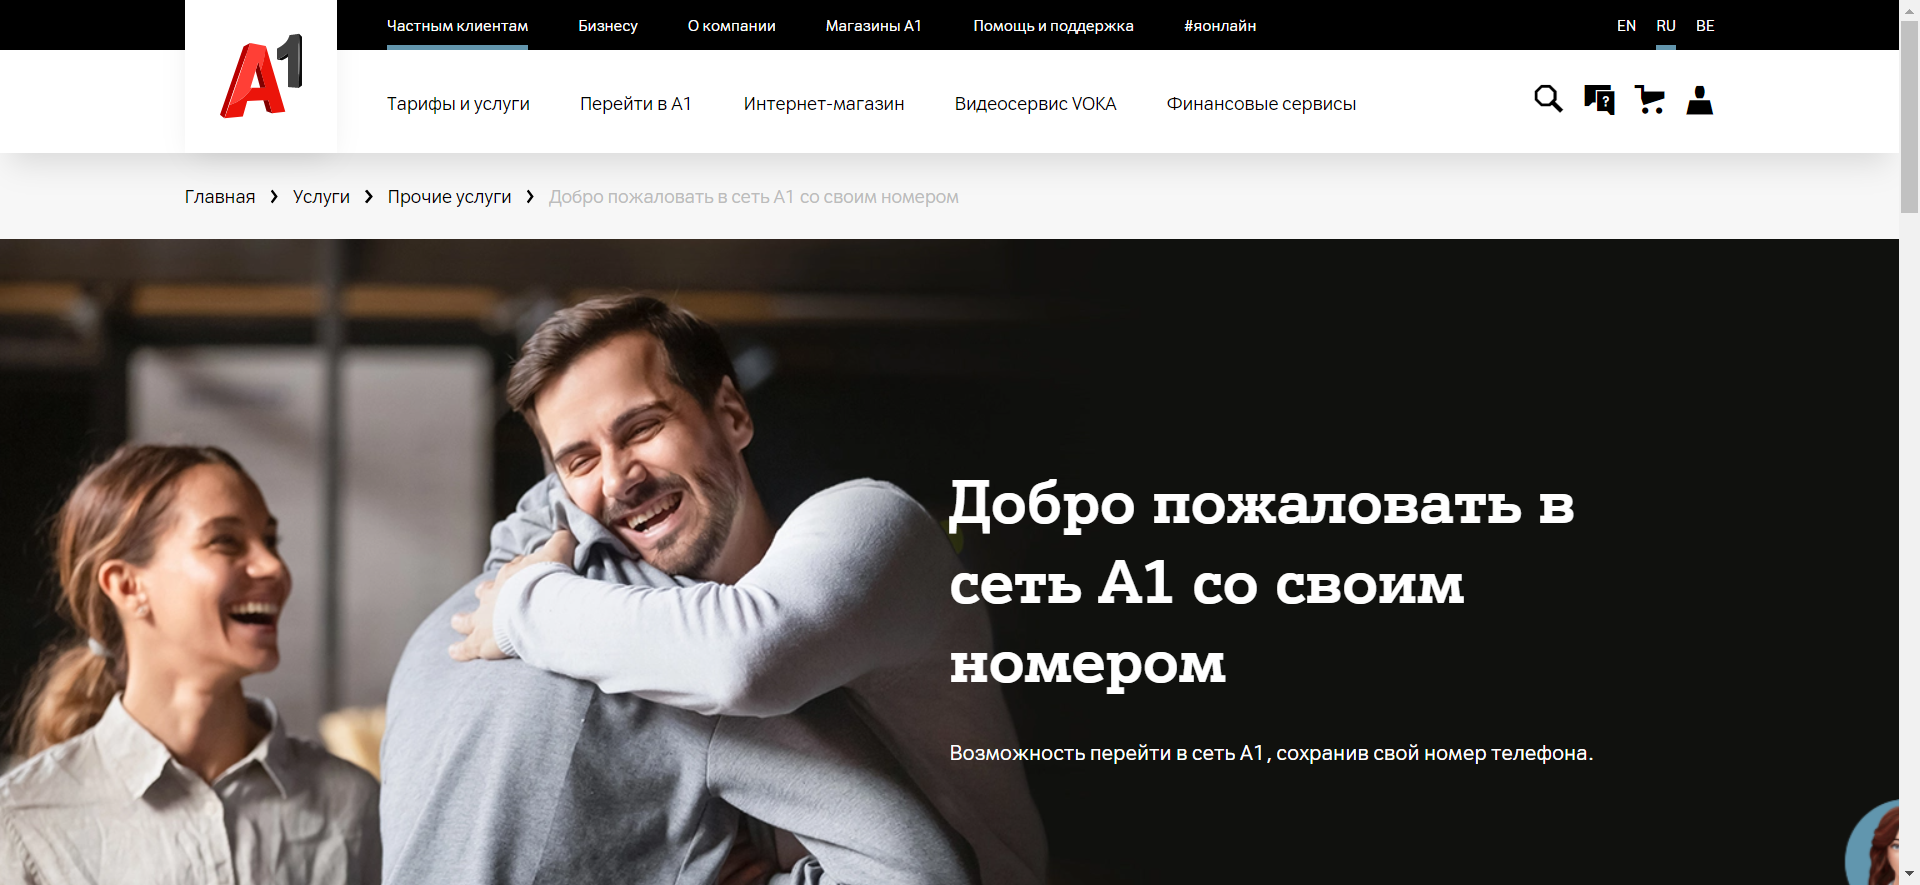 Частным клиентам
Бизнесу
О компании
Магазины А1
Помощь и поддержка
#яонлайн
EN
RU
BE
A1
Тарифы и услуги
Перейти в А1
Интернет-магазин
Видеосервис VOKA
Финансовые сервисы
?
Главная
Услуги
Прочие услуги
Добро пожаловать в сеть А1 со своим номером
Добро пожаловать в
сеть А1 со своим
номером
Возможность перейти в сеть А1, сохранив свой номер телефона.